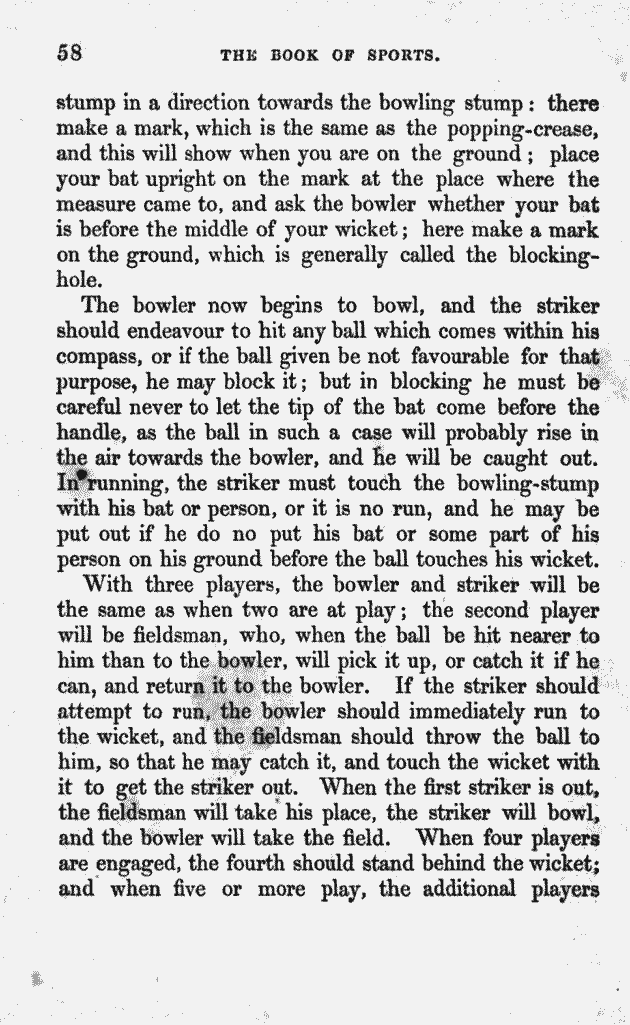 58 THE BOOK OF SPORTS.
stump in a direction towards the bowling stump : there
make a mark, which is the same as the popping-crease,
and this will show when you are on the ground ; place
your bat upright on the mark at the place where the
measure came to, and ask the bowler whether your bat
is before the middle of your wicket ; here make a mark
on the ground, which is generally called the blocking-
hole.
The bowler now begins to bowl, and the striker
should endeavour to hit any ball which comes within his
compass, or if the ball given be not favourable for that
purpose, he may block it ; but in blocking he must be
careful never to let the tip of the bat come before the
handle, as the ball in such a case will probably rise in
the air towards the bowler, and he will be caught out.
In running, the striker must touch the bowling-stump
with his bat or person, or it is no run, and he may be
put out if he do no put his bat or some part of his
person on his ground before the ball touches his wicket.
With three players, the bowler and striker will be
the same as when two are at play ; the second player
will be fieldsman, who, when the ball be hit nearer to
him than to the bowler, will pick it up, or catch it if he
can, and return it to the bowler. If the striker should
attempt to run, the bowler should immediately run to
the wicket, and the fieldsman should throw the ball to
him, so that he may catch it, and touch the wicket with
it to get the striker out. When the first striker is out,
the fieldsman will take his place, the striker will bowl,
and the bowler will take the field. When four players
are engaged, the fourth should stand behind the wicket;
and when five or more play, the additional players